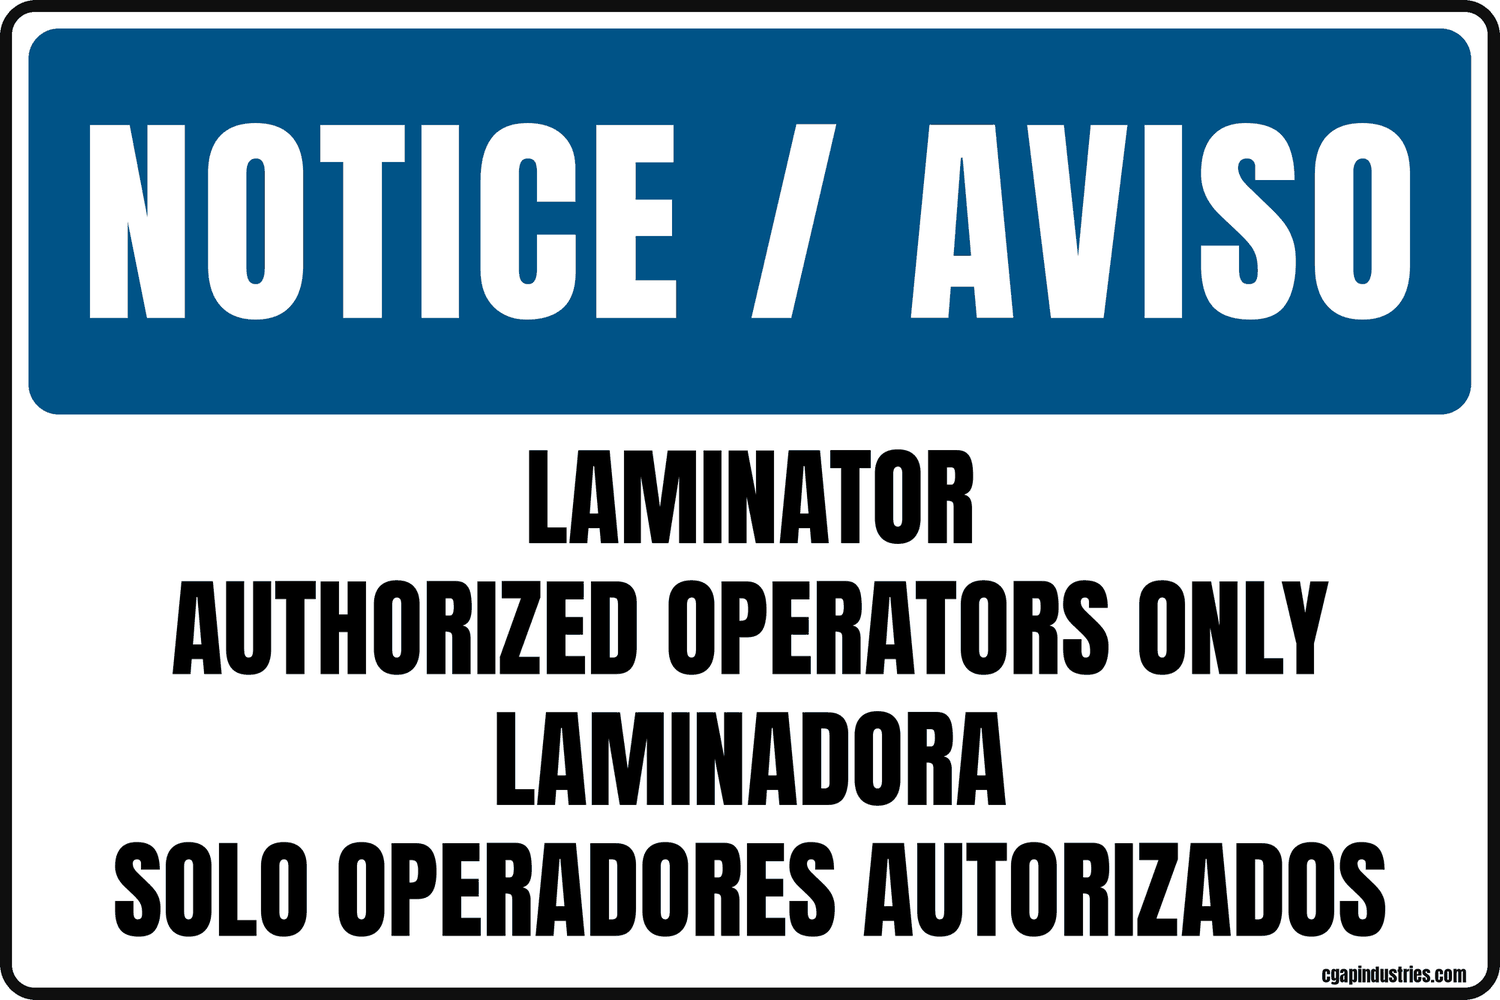 NOTICE / AVISO
LAMINATOR
AUTHORIZED OPERATORS ONLY
LAMINADORA
SOLO OPERADORES AUTORIZADOS
cgapindustries.com